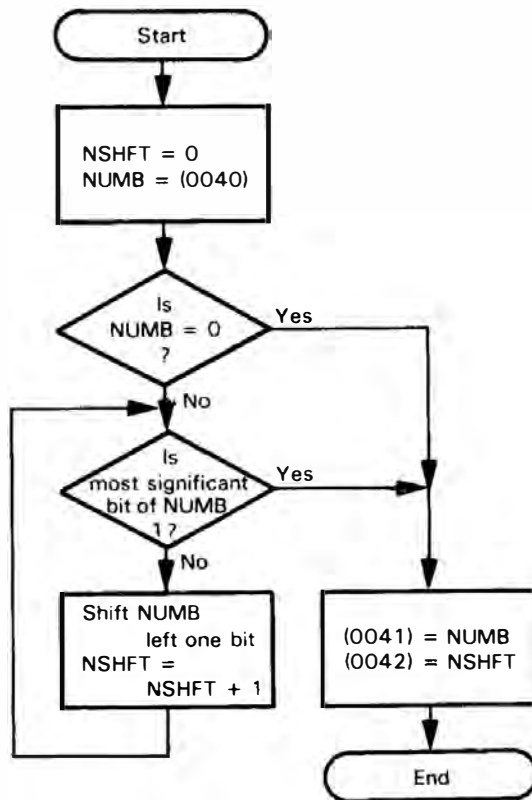 Start
NSHFT = 0
NUMB = (0040)
Is
NUMB = 0
?
Yes
No
Is
most significant
bit of NUMB
1?
Yes
No
Shift NUMB
left one bit
NSHFT =
NSHFT + 1
(0041) = NUMB
(0042) = NSHFT
End